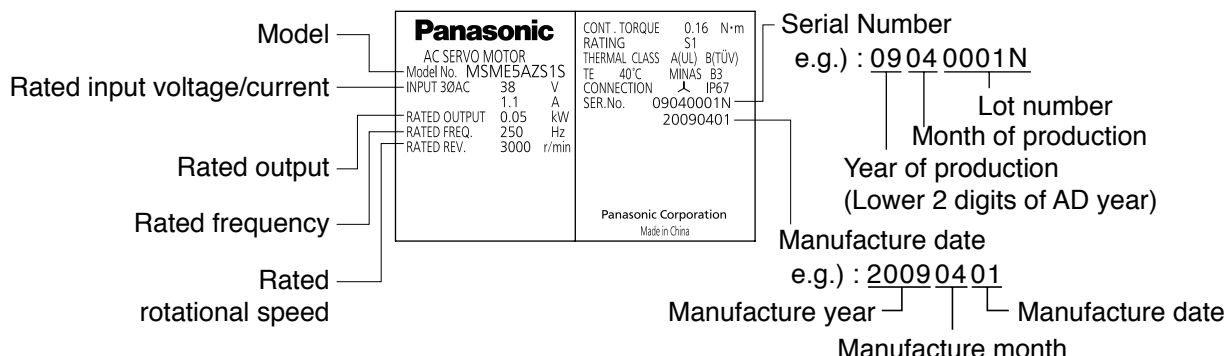 Model
Rated input voltage/current
Rated output
Rated frequency
Rated
rotational speed
Panasonic
AC SERVO MOTOR
Model No. MSME5AZS1S
INPUT 3ØAC 38 V
1.1 A
RATED OUTPUT 0.05 kW
RATED FREQ. 250 Hz
RATED REV. 3000 r/min
CONT . TORQUE 0.16 N·m
RATING S1
THERMAL CLASS A(UL) B(TÜV)
TE 40℃ MINAS B3
CONNECTION IP67
SER.No. 09040001N
20090401
Panasonic Corporation
Made in China
Serial Number
e.g.) : 09 04 0001N
Lot number
Month of production
Year of production
(Lower 2 digits of AD year)
Manufacture date
e.g.) : 2009 04 01
Manufacture year
Manufacture date
Manufacture month